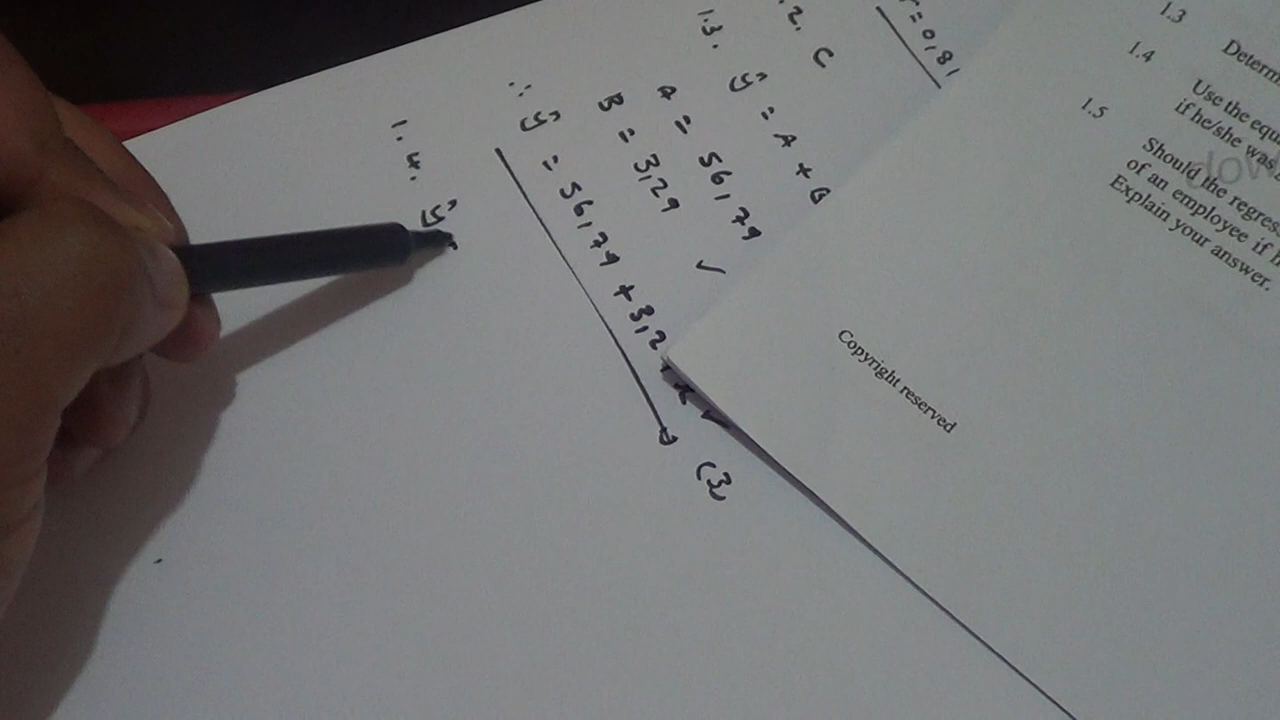 r = 0,81
.2. C
1.3. ŷ = A + B
A = 56,79
B = 3,29 ✓
∴ ŷ = 56,79 + 3,2 x ✓
(3)
1.4. ŷ
1.3 Determ
1.4 Use the equ
if he/she was
1.5 Should the regres
of an employee if h
Explain your answer.
Copyright reserved
dow